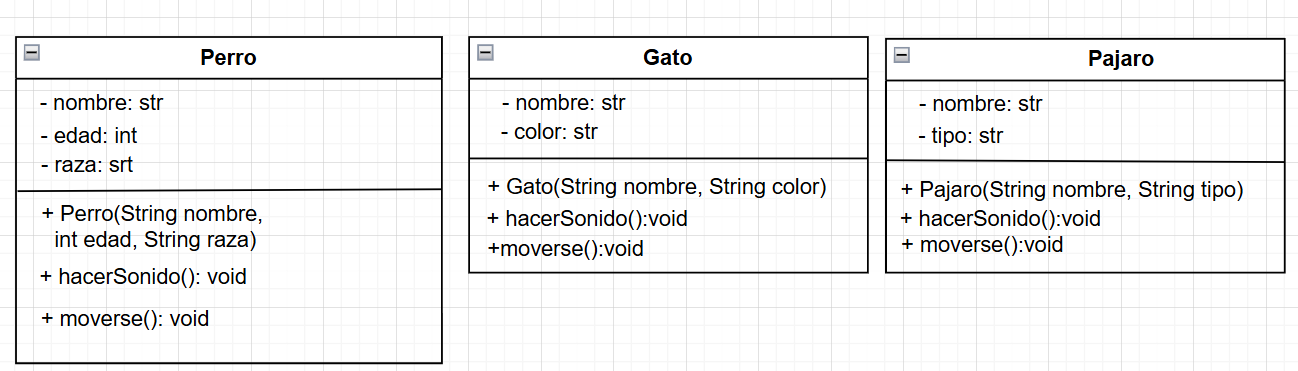 Perro
- nombre: str
- edad: int
- raza: srt
+ Perro(String nombre,
int edad, String raza)
+ hacerSonido(): void
+ moverse(): void
Gato
- nombre: str
- color: str
+ Gato(String nombre, String color)
+ hacerSonido():void
+moverse():void
Pajaro
- nombre: str
- tipo: str
+ Pajaro(String nombre, String tipo)
+ hacerSonido():void
+ moverse():void